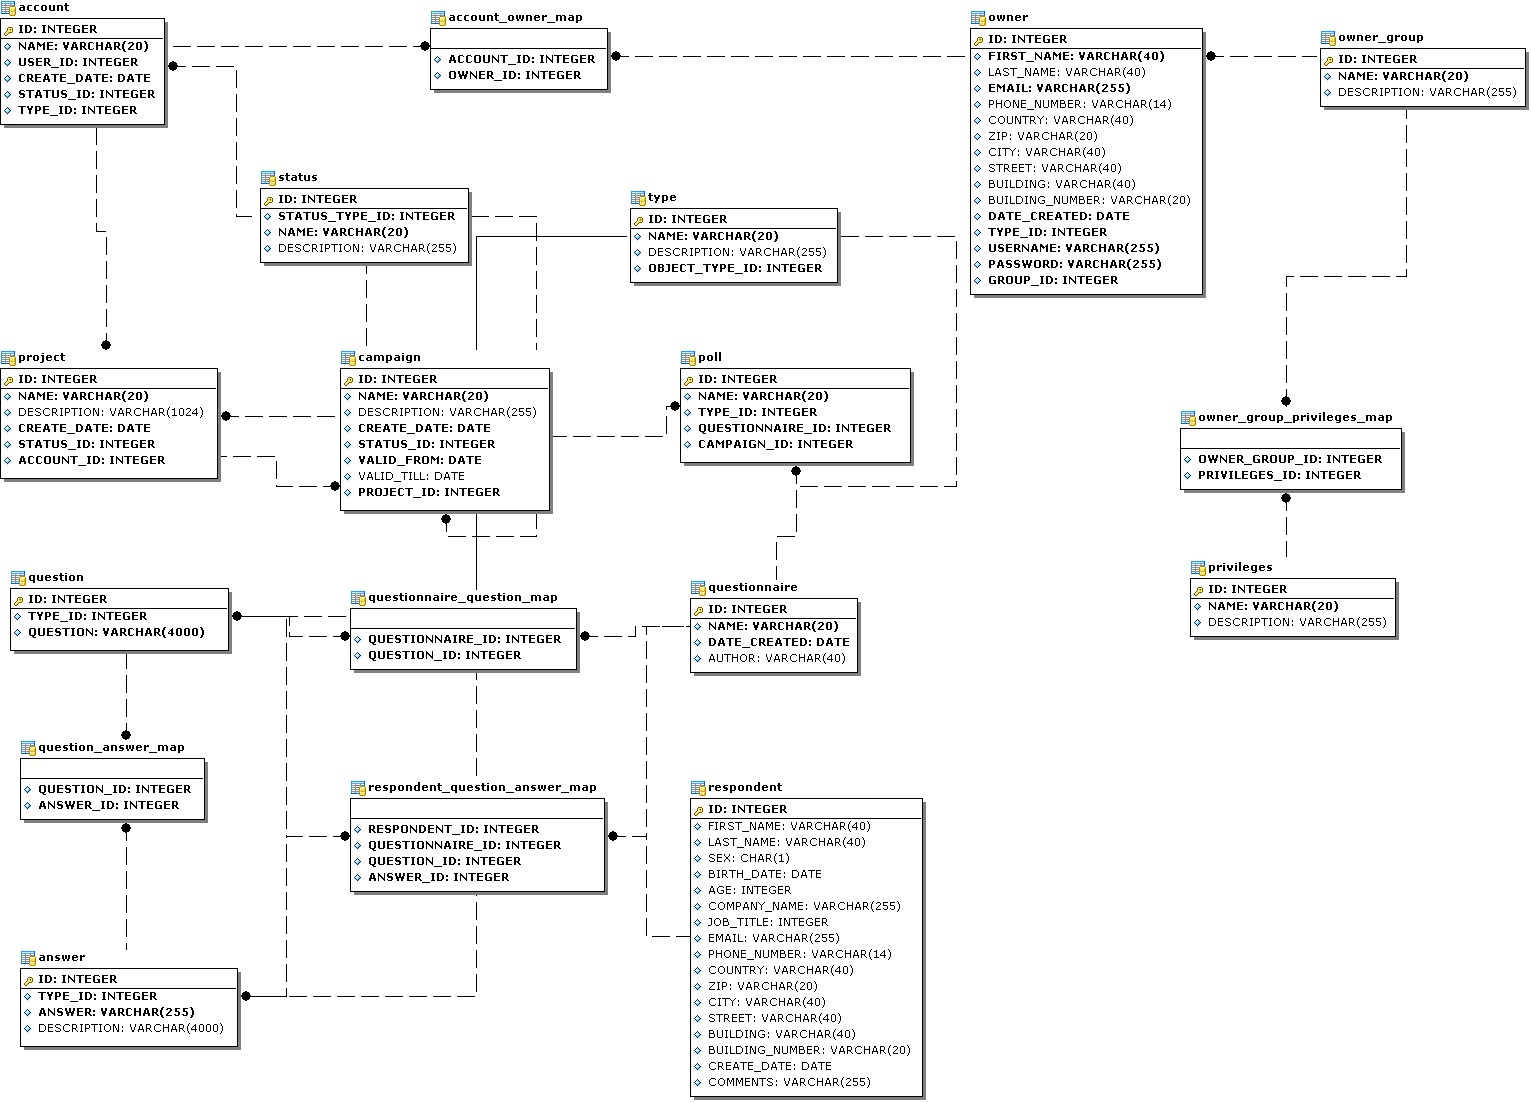 account
ID: INTEGER
NAME: VARCHAR(20)
USER_ID: INTEGER
CREATE_DATE: DATE
STATUS_ID: INTEGER
TYPE_ID: INTEGER
account_owner_map
ACCOUNT_ID: INTEGER
OWNER_ID: INTEGER
owner
ID: INTEGER
FIRST_NAME: VARCHAR(40)
LAST_NAME: VARCHAR(40)
EMAIL: VARCHAR(255)
PHONE_NUMBER: VARCHAR(14)
COUNTRY: VARCHAR(40)
ZIP: VARCHAR(20)
CITY: VARCHAR(40)
STREET: VARCHAR(40)
BUILDING: VARCHAR(40)
BUILDING_NUMBER: VARCHAR(20)
DATE_CREATED: DATE
TYPE_ID: INTEGER
USERNAME: VARCHAR(255)
PASSWORD: VARCHAR(255)
GROUP_ID: INTEGER
owner_group
ID: INTEGER
NAME: VARCHAR(20)
DESCRIPTION: VARCHAR(255)
status
ID: INTEGER
STATUS_TYPE_ID: INTEGER
NAME: VARCHAR(20)
DESCRIPTION: VARCHAR(255)
type
ID: INTEGER
NAME: VARCHAR(20)
DESCRIPTION: VARCHAR(255)
OBJECT_TYPE_ID: INTEGER
project
ID: INTEGER
NAME: VARCHAR(20)
DESCRIPTION: VARCHAR(1024)
CREATE_DATE: DATE
STATUS_ID: INTEGER
ACCOUNT_ID: INTEGER
campaign
ID: INTEGER
NAME: VARCHAR(20)
DESCRIPTION: VARCHAR(255)
CREATE_DATE: DATE
STATUS_ID: INTEGER
VALID_FROM: DATE
VALID_TILL: DATE
PROJECT_ID: INTEGER
poll
ID: INTEGER
NAME: VARCHAR(20)
TYPE_ID: INTEGER
QUESTIONNAIRE_ID: INTEGER
CAMPAIGN_ID: INTEGER
owner_group_privileges_map
OWNER_GROUP_ID: INTEGER
PRIVILEGES_ID: INTEGER
privileges
ID: INTEGER
NAME: VARCHAR(20)
DESCRIPTION: VARCHAR(255)
question
ID: INTEGER
TYPE_ID: INTEGER
QUESTION: VARCHAR(4000)
questionnaire_question_map
QUESTIONNAIRE_ID: INTEGER
QUESTION_ID: INTEGER
questionnaire
ID: INTEGER
NAME: VARCHAR(20)
DATE_CREATED: DATE
AUTHOR: VARCHAR(40)
question_answer_map
QUESTION_ID: INTEGER
ANSWER_ID: INTEGER
respondent_question_answer_map
RESPONDENT_ID: INTEGER
QUESTIONNAIRE_ID: INTEGER
QUESTION_ID: INTEGER
ANSWER_ID: INTEGER
respondent
ID: INTEGER
FIRST_NAME: VARCHAR(40)
LAST_NAME: VARCHAR(40)
SEX: CHAR(1)
BIRTH_DATE: DATE
AGE: INTEGER
COMPANY_NAME: VARCHAR(255)
JOB_TITLE: INTEGER
EMAIL: VARCHAR(255)
PHONE_NUMBER: VARCHAR(14)
COUNTRY: VARCHAR(40)
ZIP: VARCHAR(20)
CITY: VARCHAR(40)
STREET: VARCHAR(40)
BUILDING: VARCHAR(40)
BUILDING_NUMBER: VARCHAR(20)
CREATE_DATE: DATE
COMMENTS: VARCHAR(255)
answer
ID: INTEGER
TYPE_ID: INTEGER
ANSWER: VARCHAR(255)
DESCRIPTION: VARCHAR(4000)